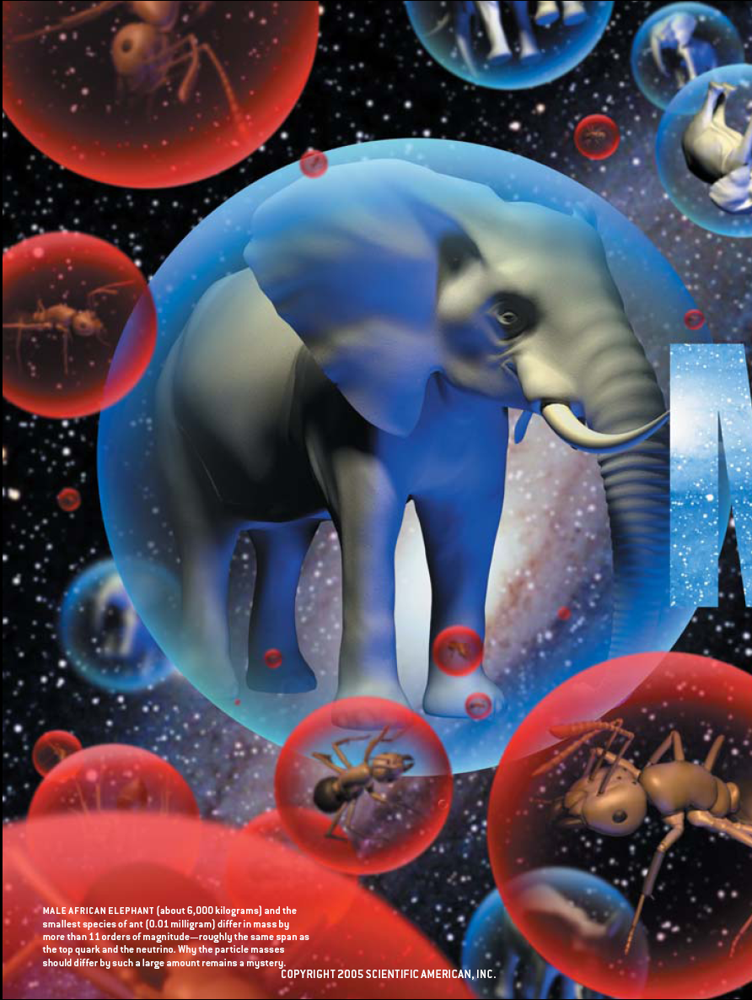 MALE AFRICAN ELEPHANT (about 6,000 kilograms) and the
smallest species of ant (0.01 milligram) differ in mass by
more than 11 orders of magnitude—roughly the same span as
the top quark and the neutrino. Why the particle masses
should differ by such a large amount remains a mystery.
COPYRIGHT 2005 SCIENTIFIC AMERICAN, INC.